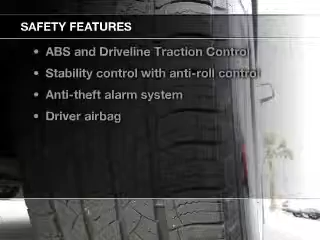 SAFETY FEATURES
• ABS and Driveline Traction Control
• Stability control with anti-roll control
• Anti-theft alarm system
• Driver airbag